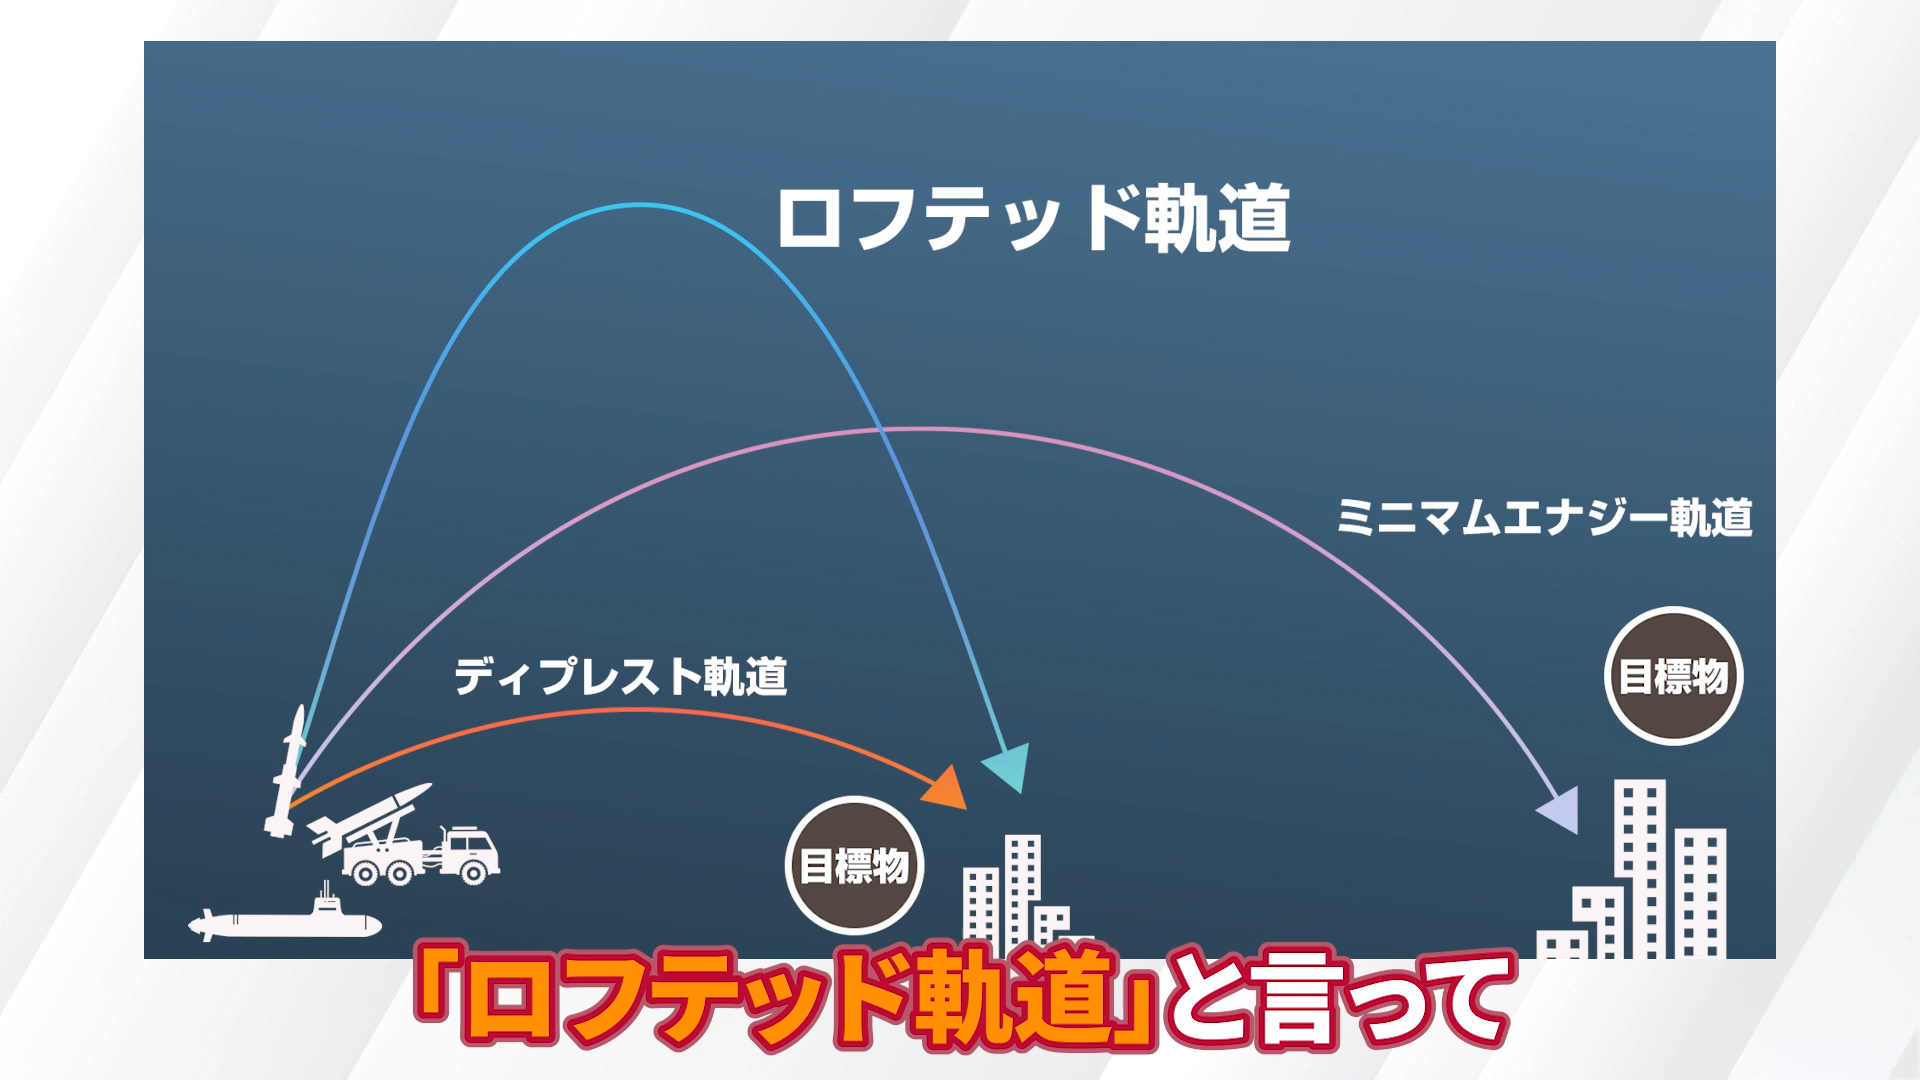 ロフテッド軌道
ミニマムエナジー軌道
ディプレスト軌道
目標物
目標物
「ロフテッド軌道」と言って